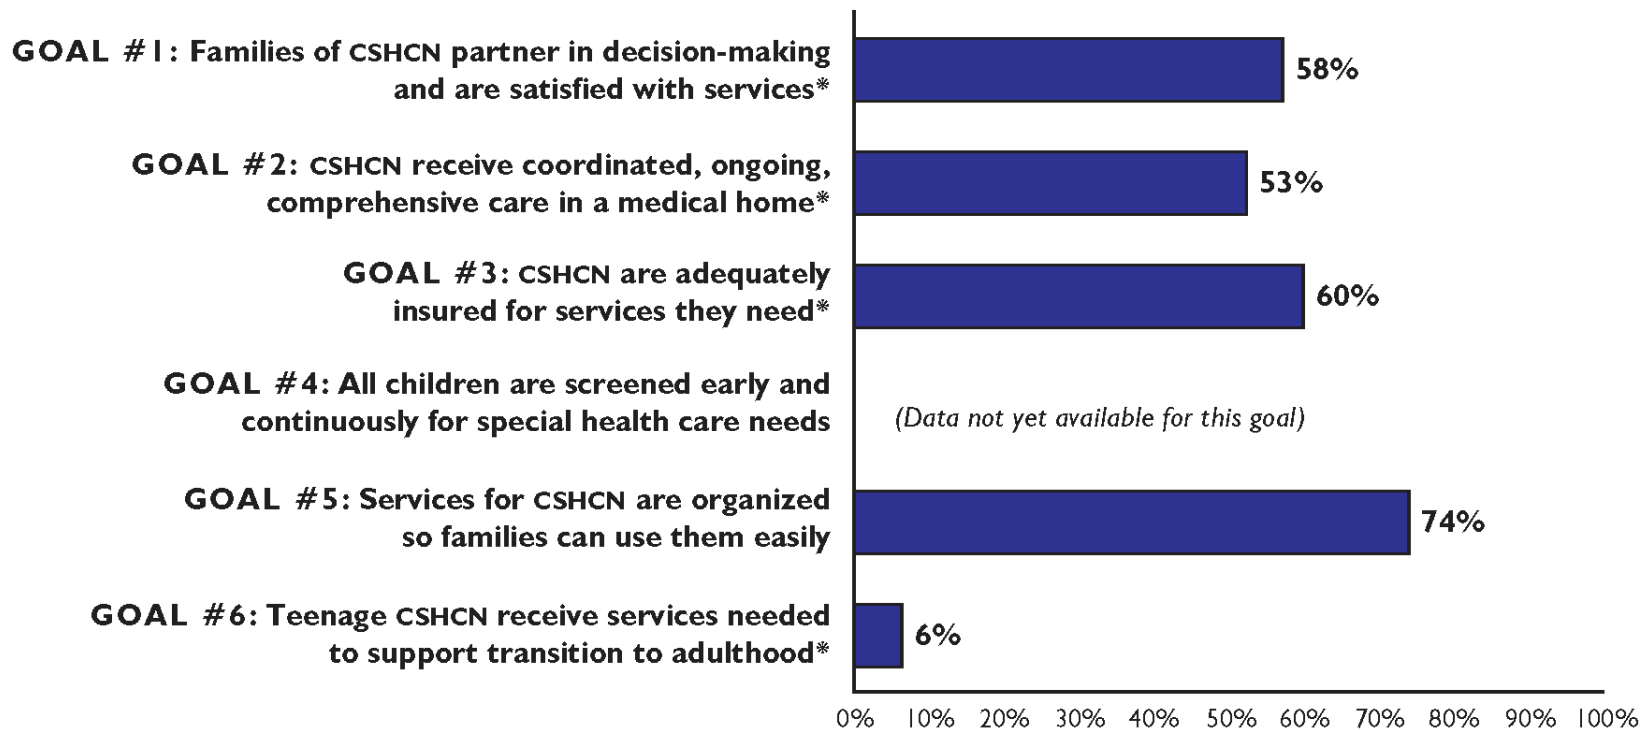 GOAL #1: Families of CSHCN partner in decision-making
and are satisfied with services*
58%
GOAL #2: CSHCN receive coordinated, ongoing,
comprehensive care in a medical home*
53%
GOAL #3: CSHCN are adequately
insured for services they need*
60%
GOAL #4: All children are screened early and
continuously for special health care needs
(Data not yet available for this goal)
GOAL #5: Services for CSHCN are organized
so families can use them easily
74%
GOAL #6: Teenage CSHCN receive services needed
to support transition to adulthood*
6%
0% 10% 20% 30% 40% 50% 60% 70% 80% 90% 100%